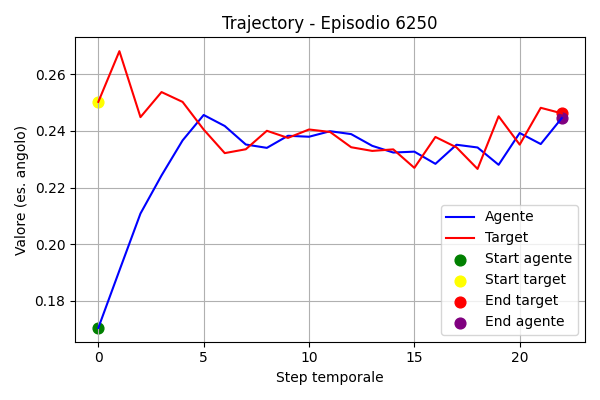 Trajectory - Episodio 6250
Valore (es. angolo)
0.26
0.24
0.22
0.20
0.18
0
5
10
15
20
Step temporale
Agente
Target
Start agente
Start target
End target
End agente